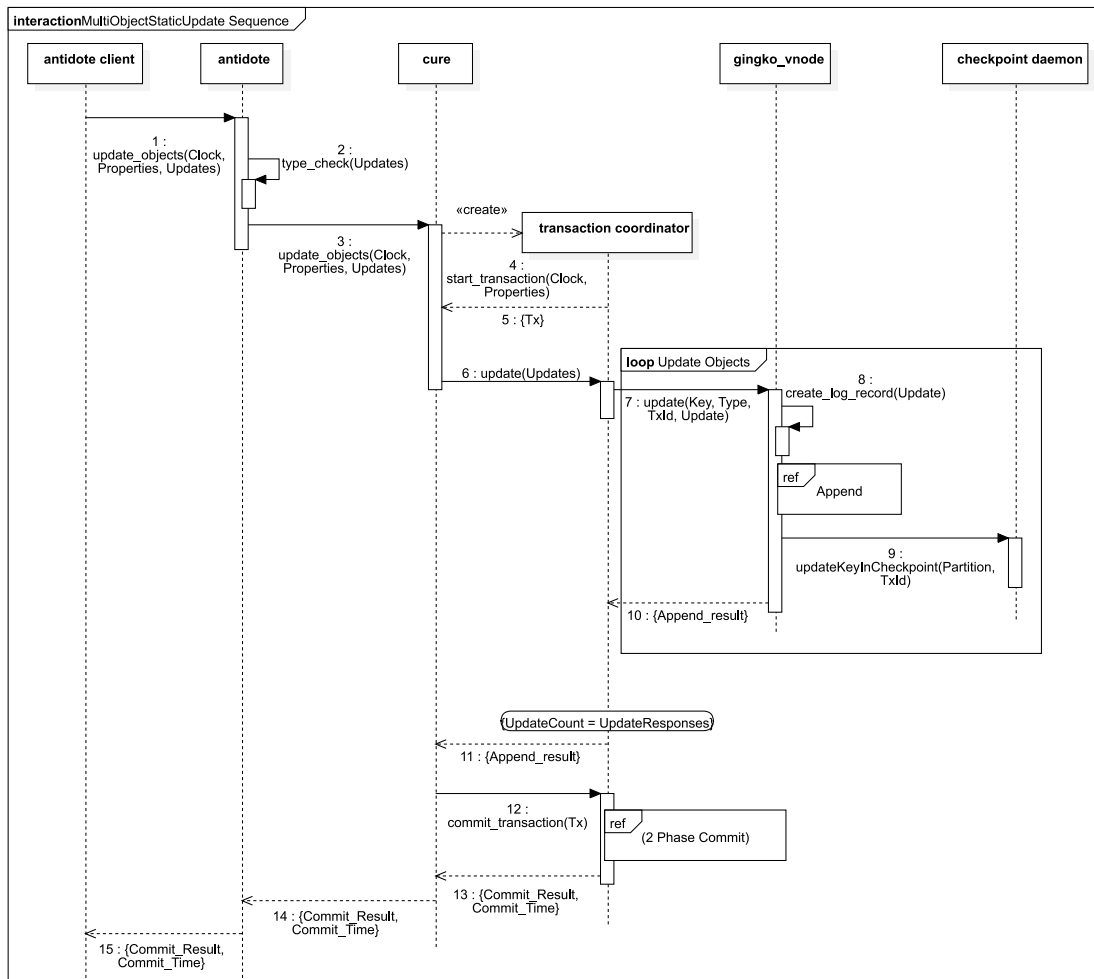 interactionMultiObjectStaticUpdate Sequence
antidote client
antidote
cure
gingko_vnode
checkpoint daemon
1 :
update_objects(Clock,
Properties, Updates)
2 :
type_check(Updates)
3 :
update_objects(Clock,
Properties, Updates)
«create»
transaction coordinator
4 :
start_transaction(Clock,
Properties)
5 : {Tx}
loop Update Objects
6 : update(Updates)
7 : update(Key, Type,
TxId, Update)
8 :
create_log_record(Update)
ref
Append
9 :
updateKeyInCheckpoint(Partition,
TxId)
10 : {Append_result}
{UpdateCount = UpdateResponses}
11 : {Append_result}
12 :
commit_transaction(Tx)
ref
(2 Phase Commit)
13 : {Commit_Result,
Commit_Time}
14 : {Commit_Result,
Commit_Time}
15 : {Commit_Result,
Commit_Time}